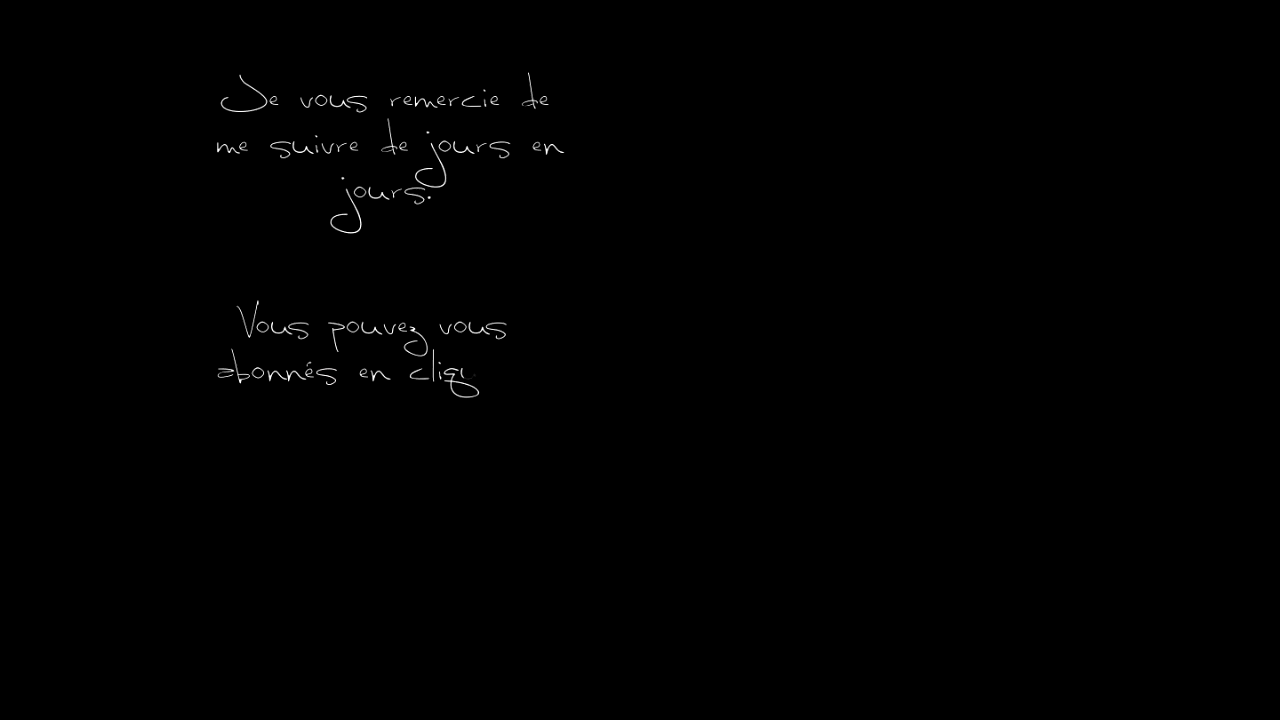 Je vous remercie de
me suivre de jours en
jours.
Vous pouvez vous
abonnés en cliqu